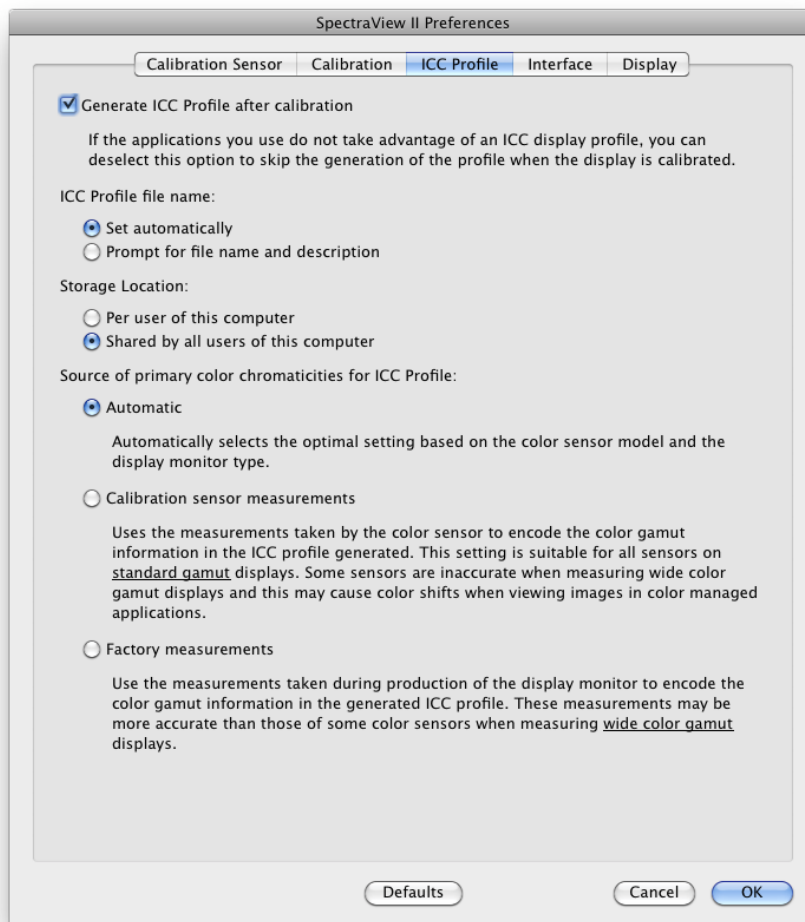 SpectraView II Preferences
Calibration Sensor Calibration ICC Profile Interface Display
Generate ICC Profile after calibration
If the applications you use do not take advantage of an ICC display profile, you can
deselect this option to skip the generation of the profile when the display is calibrated.
ICC Profile file name:
Set automatically
Prompt for file name and description
Storage Location:
Per user of this computer
Shared by all users of this computer
Source of primary color chromaticities for ICC Profile:
Automatic
Automatically selects the optimal setting based on the color sensor model and the
display monitor type.
Calibration sensor measurements
Uses the measurements taken by the color sensor to encode the color gamut
information in the ICC profile generated. This setting is suitable for all sensors on
standard gamut displays. Some sensors are inaccurate when measuring wide color
gamut displays and this may cause color shifts when viewing images in color managed
applications.
Factory measurements
Use the measurements taken during production of the display monitor to encode the
color gamut information in the generated ICC profile. These measurements may be
more accurate than those of some color sensors when measuring wide color gamut
displays.
Defaults Cancel OK